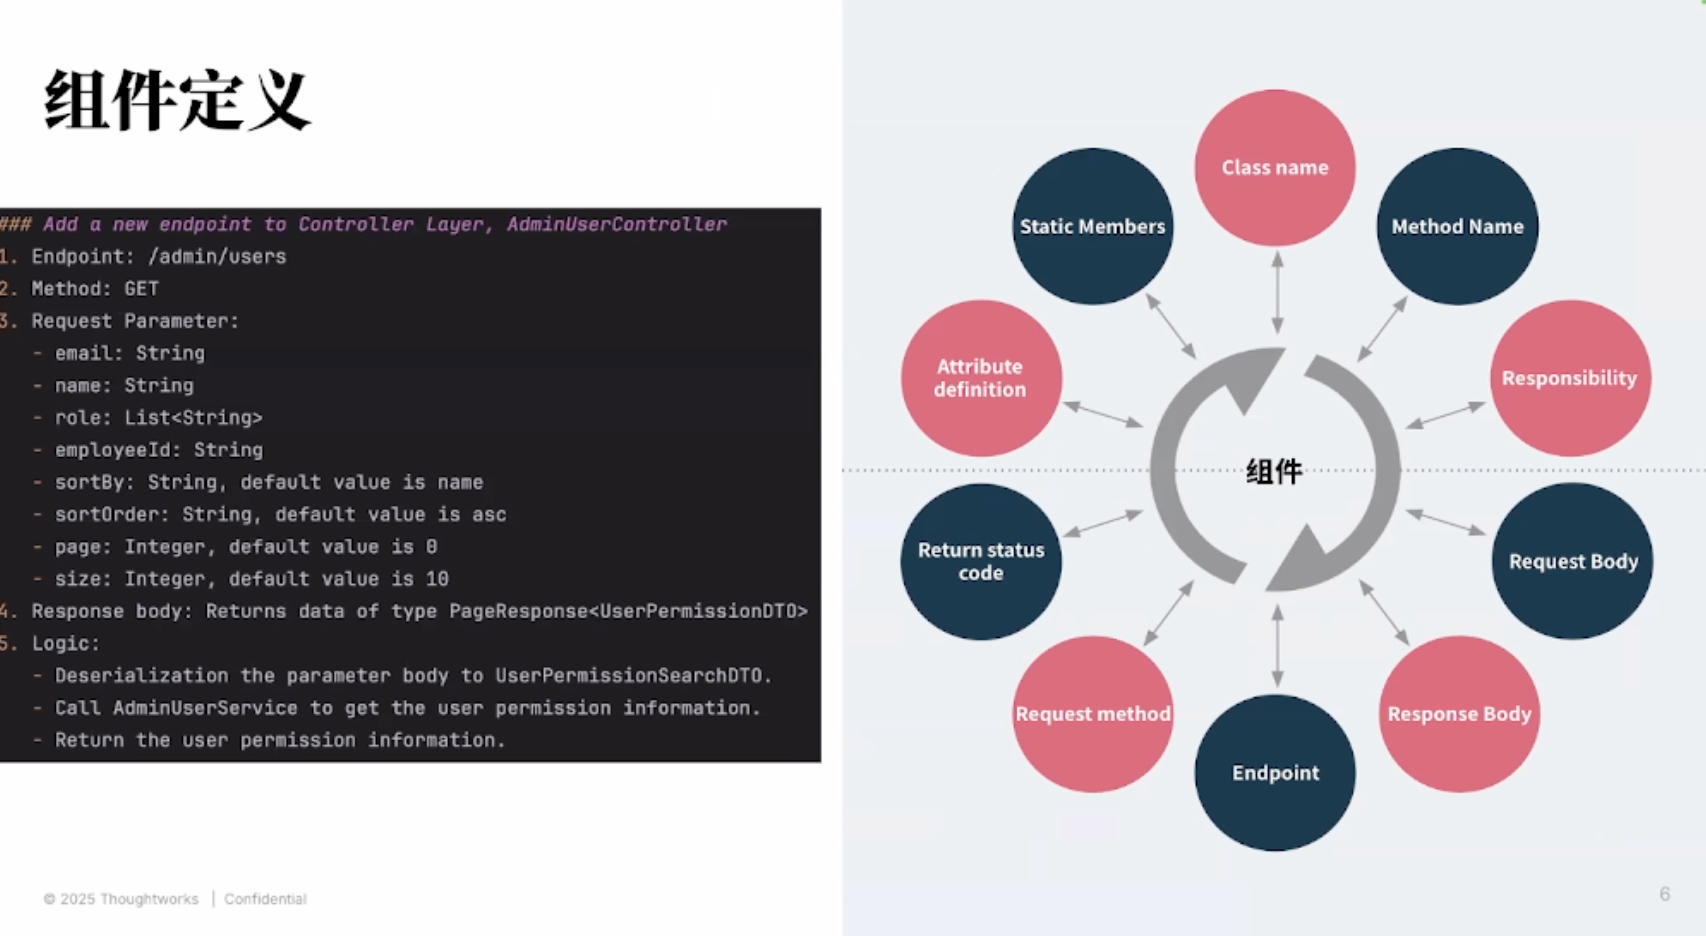 组件定义
### Add a new endpoint to Controller Layer, AdminUserController
1. Endpoint: /admin/users
2. Method: GET
3. Request Parameter:
- email: String
- name: String
- role: List<String>
- employeeId: String
- sortBy: String, default value is name
- sortOrder: String, default value is asc
- page: Integer, default value is 0
- size: Integer, default value is 10
4. Response body: Returns data of type PageResponse<UserPermissionDTO>
5. Logic:
- Deserialization the parameter body to UserPermissionSearchDTO.
- Call AdminUserService to get the user permission information.
- Return the user permission information.
© 2025 Thoughtworks | Confidential
Class name
Static Members
Method Name
Attribute
definition
Responsibility
组件
Return status
code
Request Body
Request method
Response Body
Endpoint
6